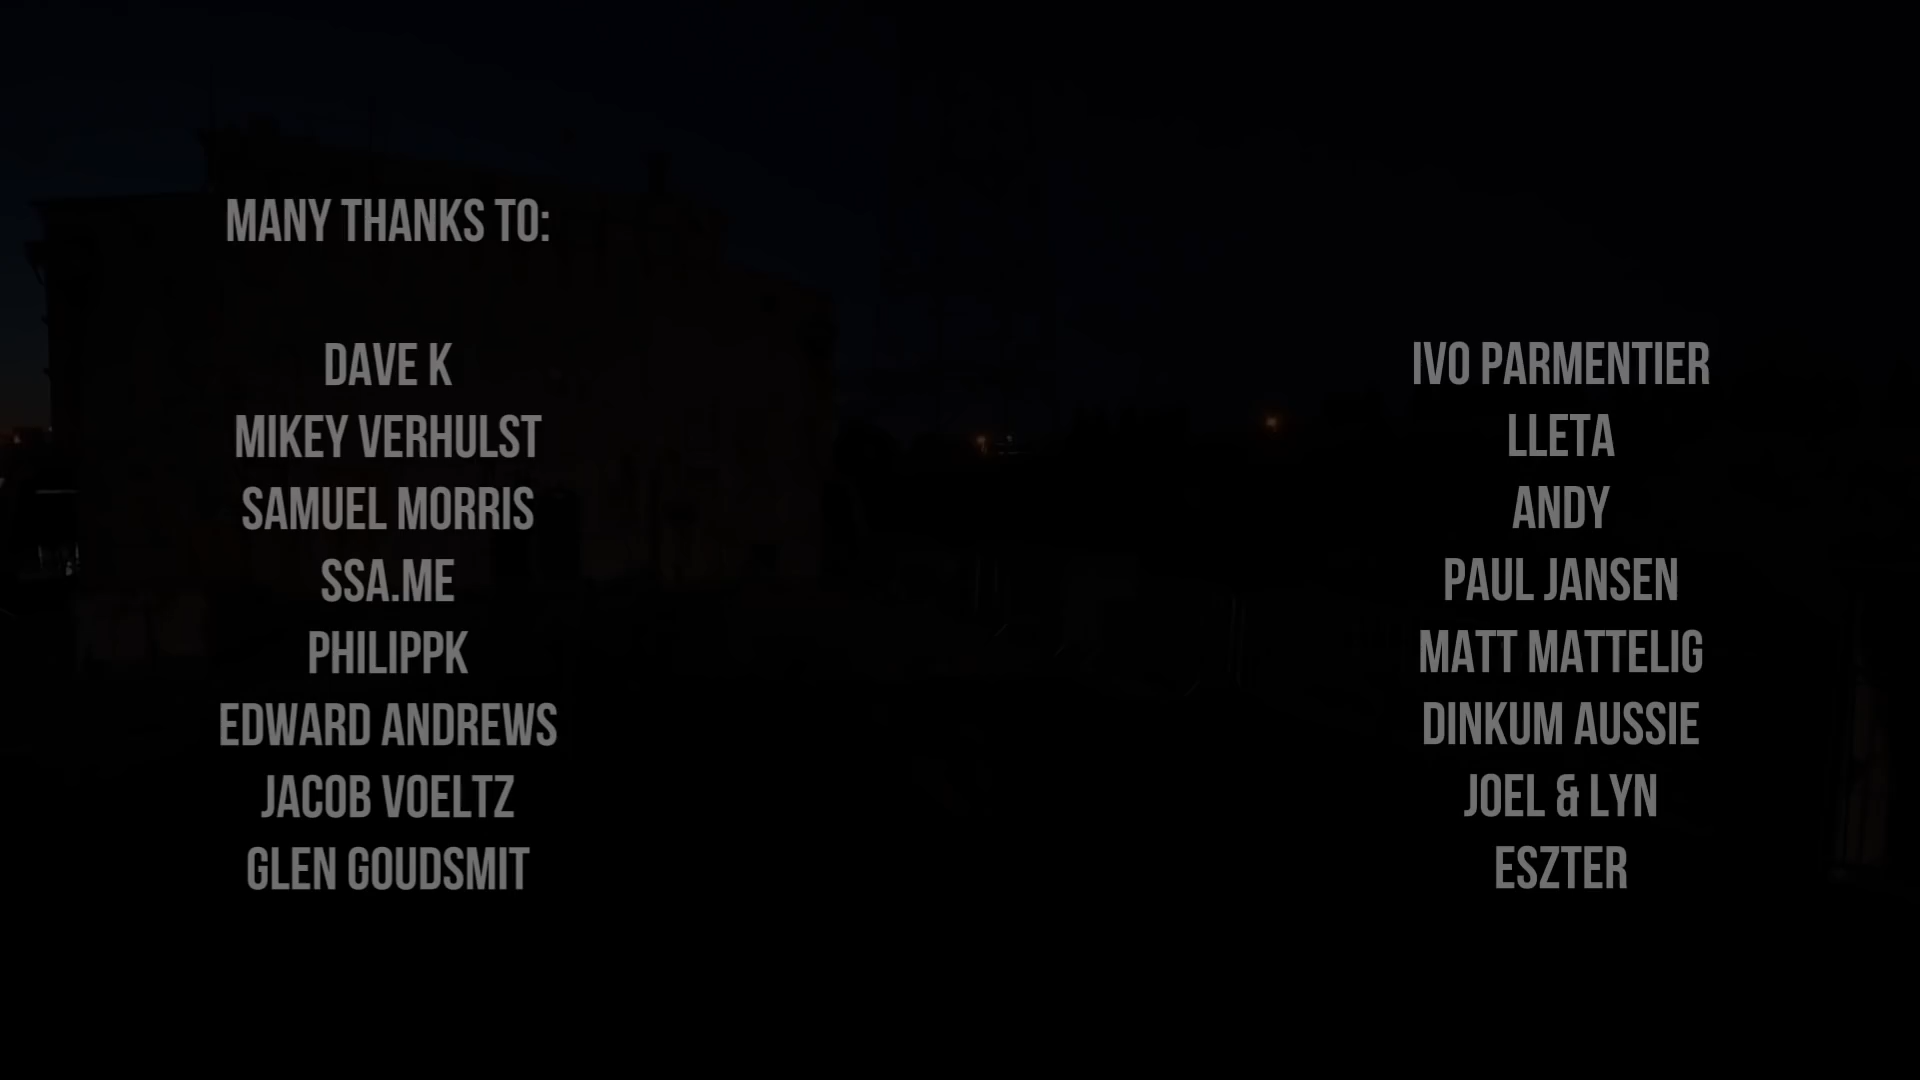 MANY THANKS TO:
DAVE K
MIKEY VERHULST
SAMUEL MORRIS
SSA.ME
PHILIPPK
EDWARD ANDREWS
JACOB VOELTZ
GLEN GOUDSMIT
IVO PARMENTIER
LLETA
ANDY
PAUL JANSEN
MATT MATTELIG
DINKUM AUSSIE
JOEL & LYN
ESZTER